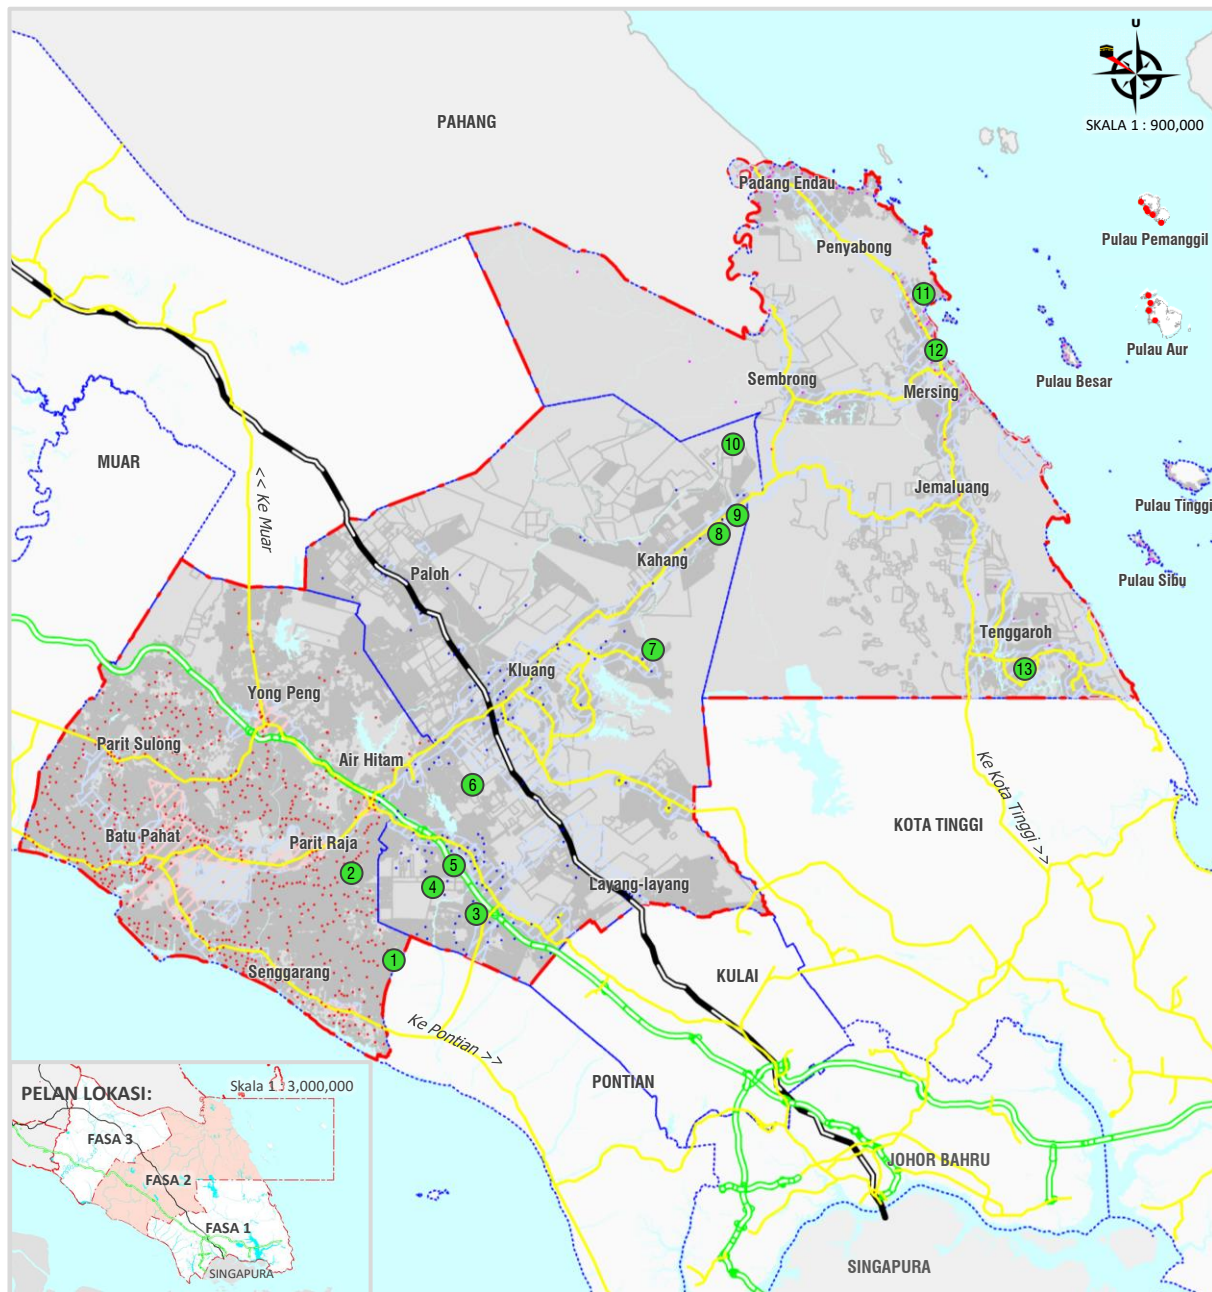 U
SKALA 1 : 900,000
PAHANG
Padang Endau
Penyabong
Pulau Pemanggil
11
12
Pulau Aur
Sembrong
Mersing
Pulau Besar
10
MUAR
<< Ke Muar
Jemaluang
Pulau Tinggi
9
8
Kahang
Paloh
Pulau Sibu
Tenggaroh
7
13
Kluang
Yong Peng
Parit Sulong
Air Hitam
6
Ke Kota Tinggi >>
KOTA TINGGI
Batu Pahat
Parit Raja
5
2
4
Layang-layang
3
1
Senggarang
KULAI
Ke Pontian >>
PONTIAN
JOHOR BAHRU
SINGAPURA
PELAN LOKASI:
Skala 1 : 3,000,000
FASA 3
FASA 2
FASA 1
SINGAPURA